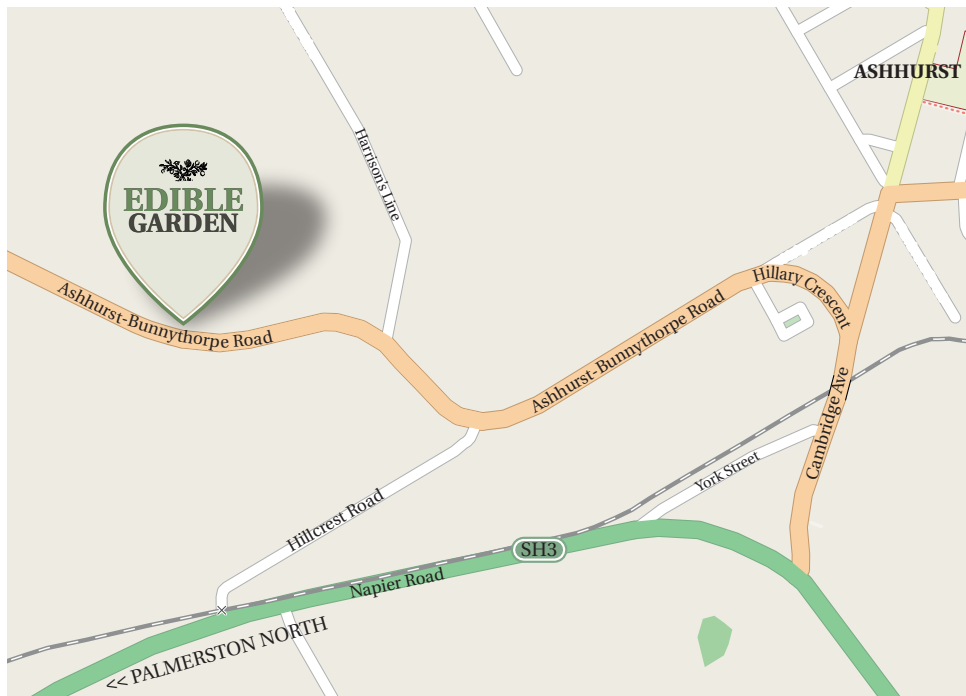 ASHHURST
Harrison's Line
EDIBLE
GARDEN
Hillary Crescent
Ashhurst-Bunnythorpe Road
Ashhurst-Bunnythorpe Road
Cambridge Ave
York Street
Hillcrest Road
SH3
Napier Road
<< PALMERSTON NORTH